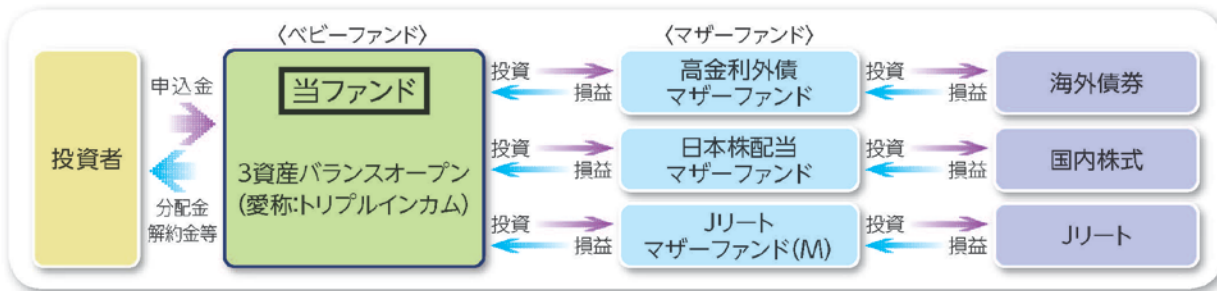 〈ベビーファンド〉
〈マザーファンド〉
投資者
申込金
分配金
解約金等
当ファンド
3資産バランスオープン
(愛称:トリプルインカム)
投資
損益
高金利外債
マザーファンド
投資
損益
海外債券
投資
損益
日本株配当
マザーファンド
投資
損益
国内株式
投資
損益
Jリート
マザーファンド(M)
投資
損益
Jリート